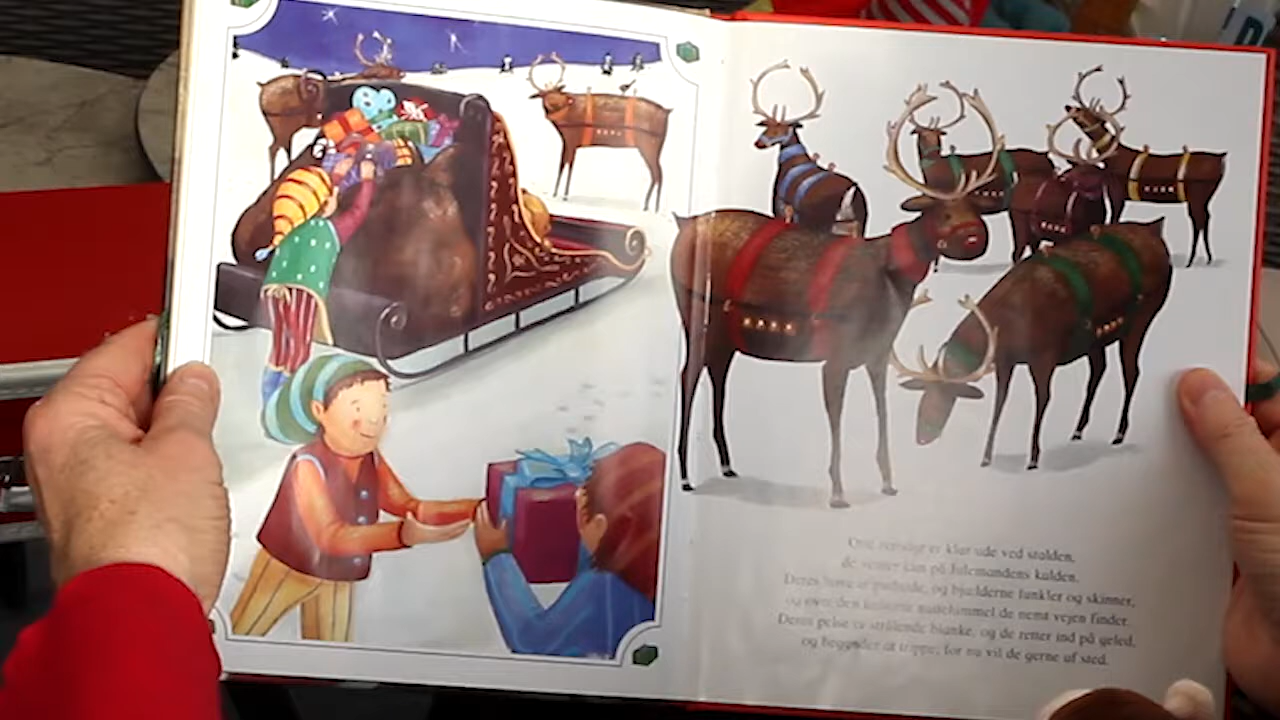 Otte rensdyr er klar ude ved stalden,
de venter kun på Julemandens kalden.
Deres horn er pudsede, og bjælderne funkler og skinner,
og over den nattehimmel de nemt vejen finder.
Deres pelse er strålende blanke, og de retter ind på geled,
og begynder at trippe, for nu vil de gerne af sted.